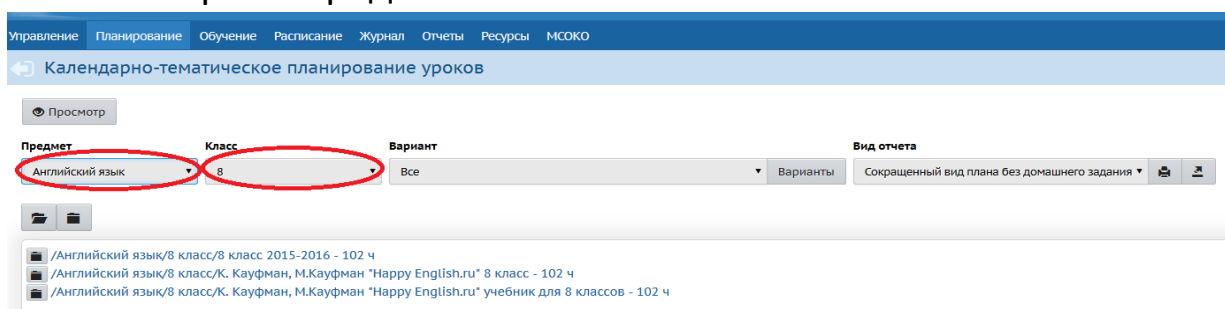 Управление Планирование Обучение Расписание Журнал Отчеты Ресурсы МСОКО
Календарно-тематическое планирование уроков
Просмотр
Предмет Класс Вариант Вид отчета
Английский язык 8 Все Варианты Сокращенный вид плана без домашнего задания
/Английский язык/8 класс/8 класс 2015-2016 - 102 ч
/Английский язык/8 класс/К. Кауфман, М.Кауфман "Happy English.ru" 8 класс - 102 ч
/Английский язык/8 класс/К. Кауфман, М.Кауфман "Happy English.ru" учебник для 8 классов - 102 ч